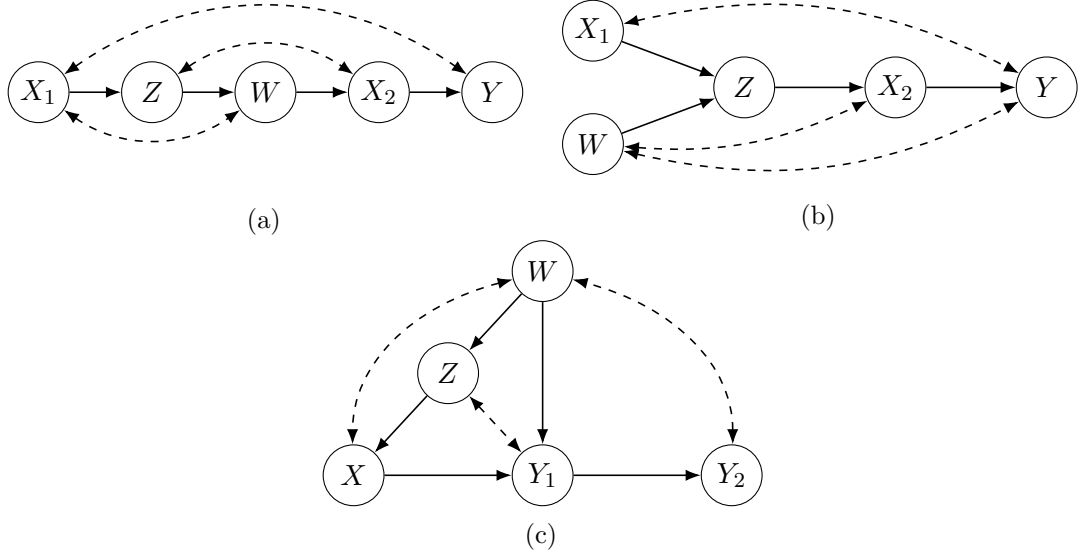 X₁ Z W X₂ Y
(a)
X₁
Z X₂ Y
W
(b)
W
Z
X Y₁ Y₂
(c)